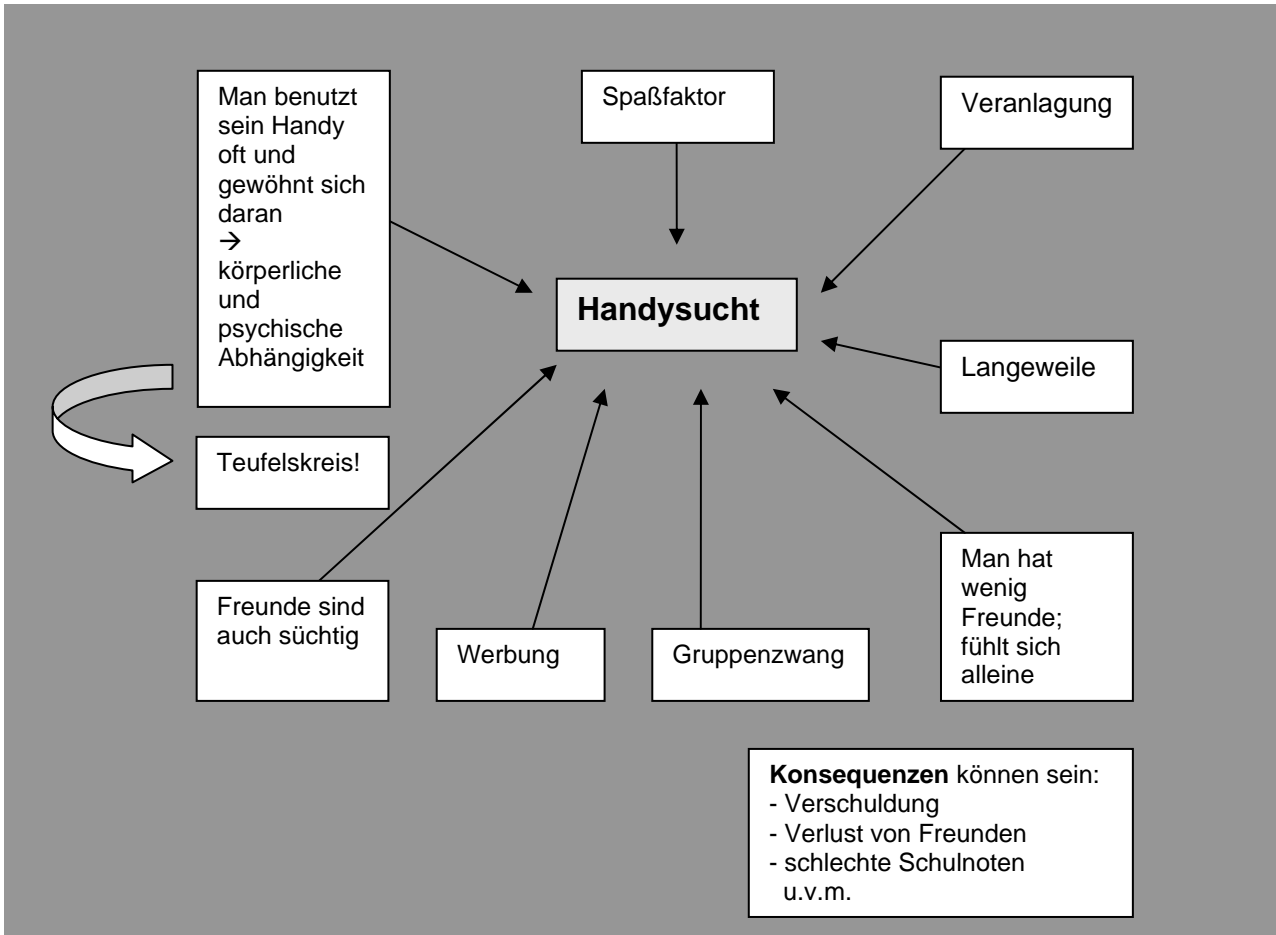 Man benutzt
sein Handy
oft und
gewöhnt sich
daran
→
körperliche
und
psychische
Abhängigkeit
Spaßfaktor
Veranlagung
Handysucht
Langeweile
Teufelskreis!
Freunde sind
auch süchtig
Werbung
Gruppenzwang
Man hat
wenig
Freunde;
fühlt sich
alleine
Konsequenzen können sein:
- Verschuldung
- Verlust von Freunden
- schlechte Schulnoten
u.v.m.